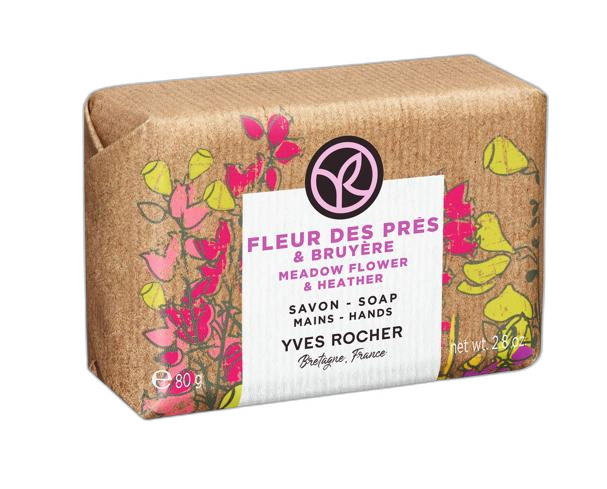 FLEUR DES PRÉS
& BRUYÈRE
MEADOW FLOWER
& HEATHER
SAVON - SOAP
MAINS - HANDS
YVES ROCHER
Bretagne, France
℮ 80 g
net wt. 2.8 oz.